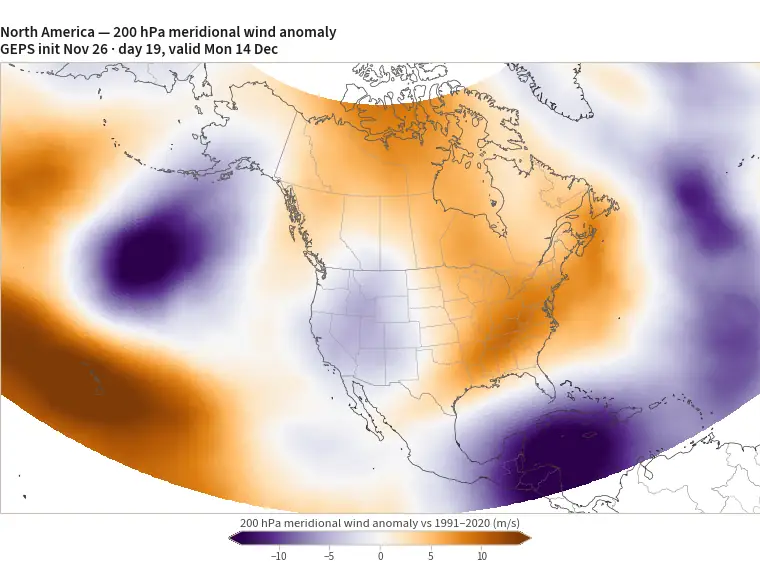 North America — 200 hPa meridional wind anomaly
GEPS init Nov 26 · day 19, valid Mon 14 Dec
200 hPa meridional wind anomaly vs 1991–2020 (m/s)
−10 −5 0 5 10